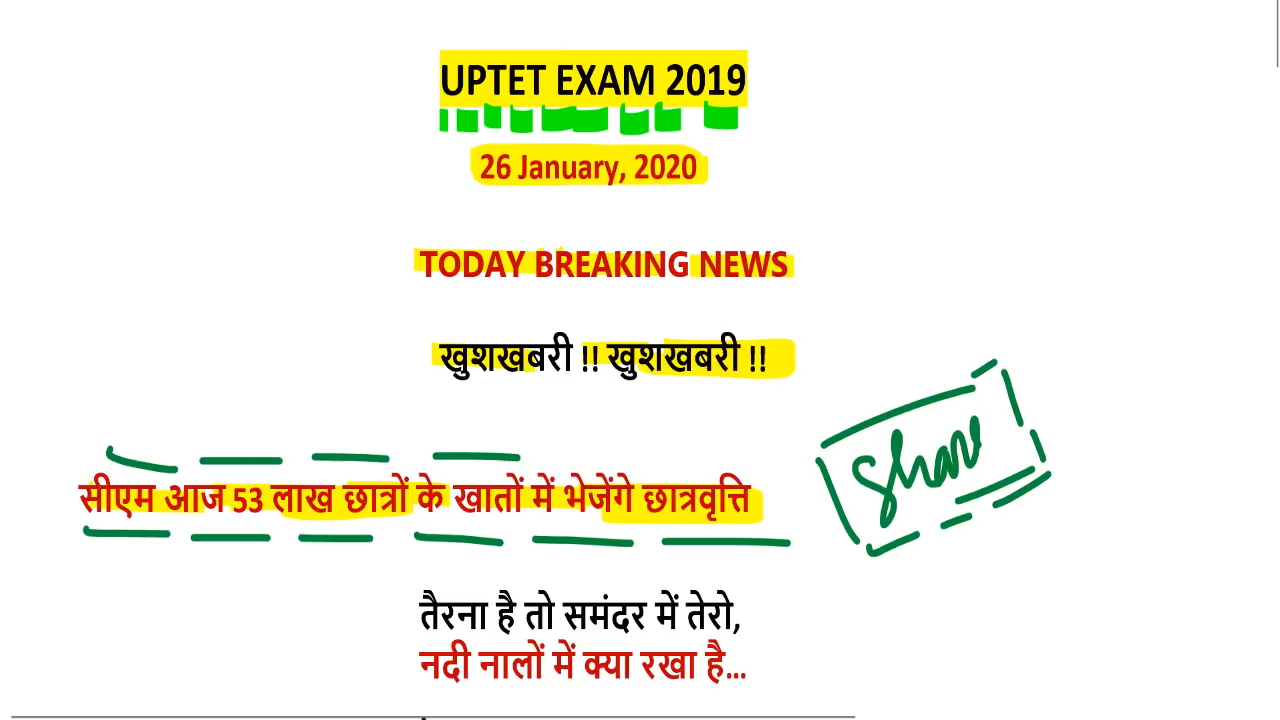 UPTET EXAM 2019
26 January, 2020
TODAY BREAKING NEWS
खुशखबरी !! खुशखबरी !!
सीएम आज 53 लाख छात्रों के खातों में भेजेंगे छात्रवृत्ति
Share
तैरना है तो समंदर में तेरो,
नदी नालों में क्या रखा है...